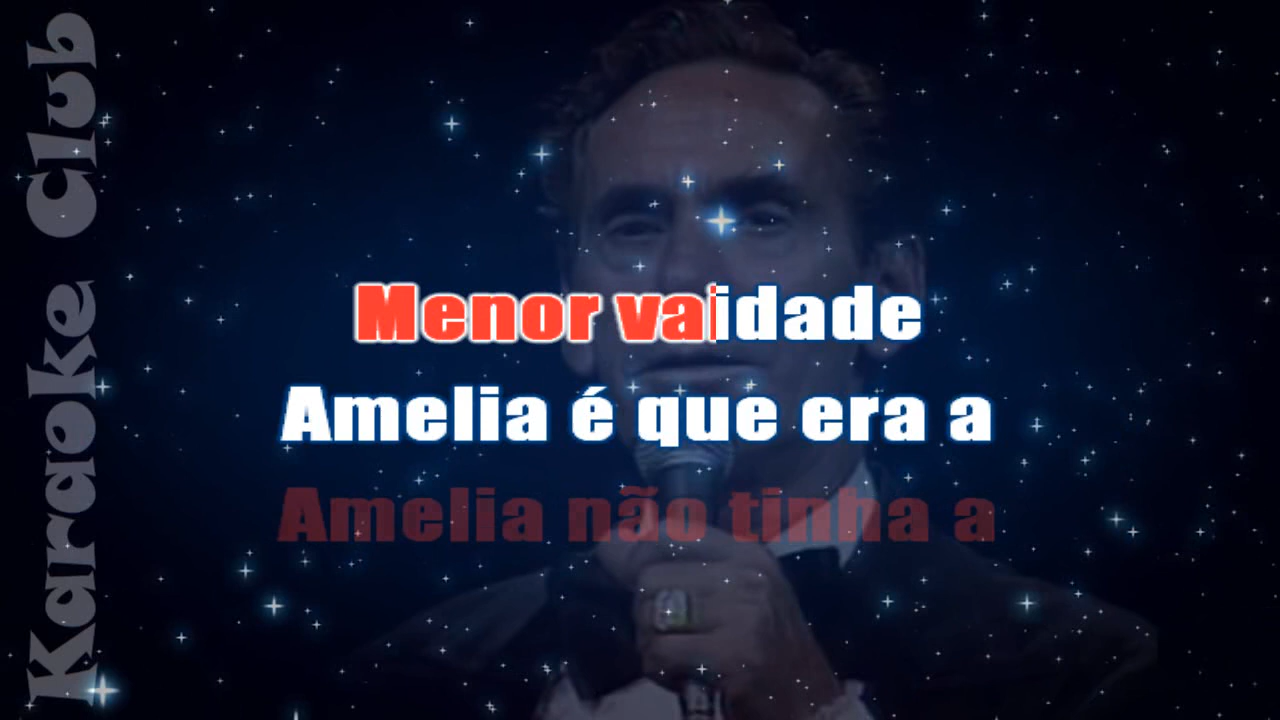 Karaoke Club
Menor vaidade
Amelia é que era a
Amelia não tinha a